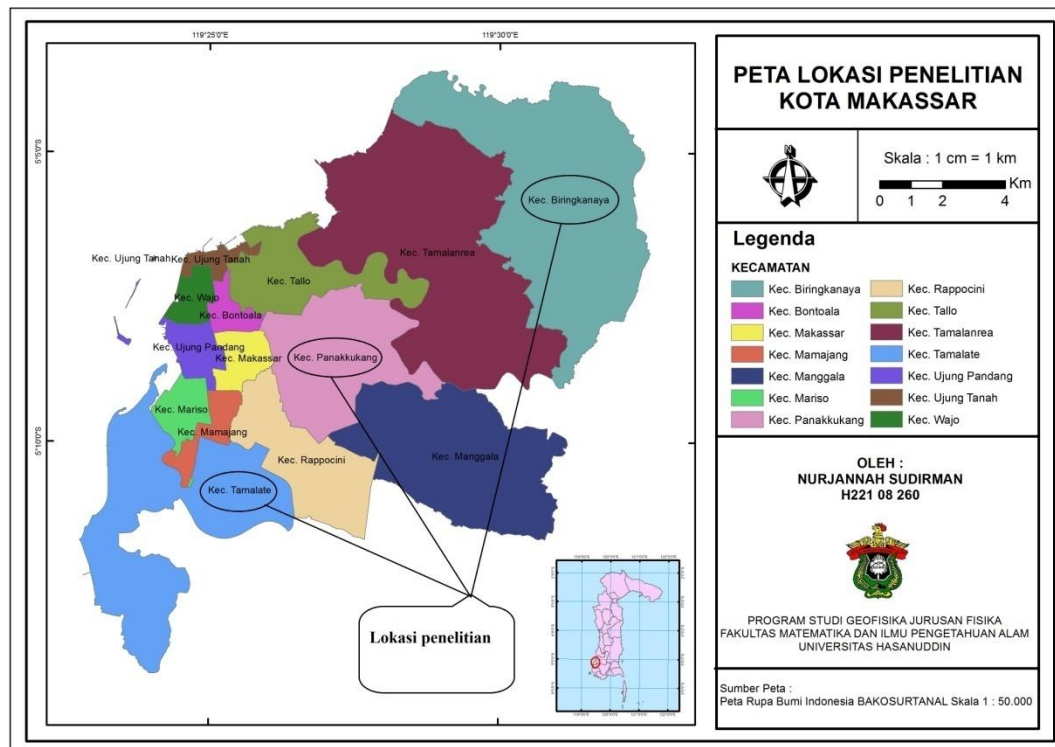 119°25'0"E
119°30'0"E
5°5'0"S
5°10'0"S
Kec. Biringkanaya
Kec. Tamalanrea
Kec. Ujung Tanah
Kec. Ujung Tanah
Kec. Tallo
Kec. Wajo
Kec. Bontoala
Kec. Ujung Pandang
Kec. Makassar
Kec. Panakkukang
Kec. Mariso
Kec. Mamajang
Kec. Rappocini
Kec. Manggala
Kec. Tamalate
Lokasi penelitian
PETA LOKASI PENELITIAN
KOTA MAKASSAR
N
Skala : 1 cm = 1 km
Km
0 1 2 4
Legenda
KECAMATAN
Kec. Biringkanaya
Kec. Bontoala
Kec. Makassar
Kec. Mamajang
Kec. Manggala
Kec. Mariso
Kec. Panakkukang
Kec. Rappocini
Kec. Tallo
Kec. Tamalanrea
Kec. Tamalate
Kec. Ujung Pandang
Kec. Ujung Tanah
Kec. Wajo
OLEH :
NURJANNAH SUDIRMAN
H221 08 260
PROGRAM STUDI GEOFISIKA JURUSAN FISIKA
FAKULTAS MATEMATIKA DAN ILMU PENGETAHUAN ALAM
UNIVERSITAS HASANUDDIN
Sumber Peta :
Peta Rupa Bumi Indonesia BAKOSURTANAL Skala 1 : 50.000